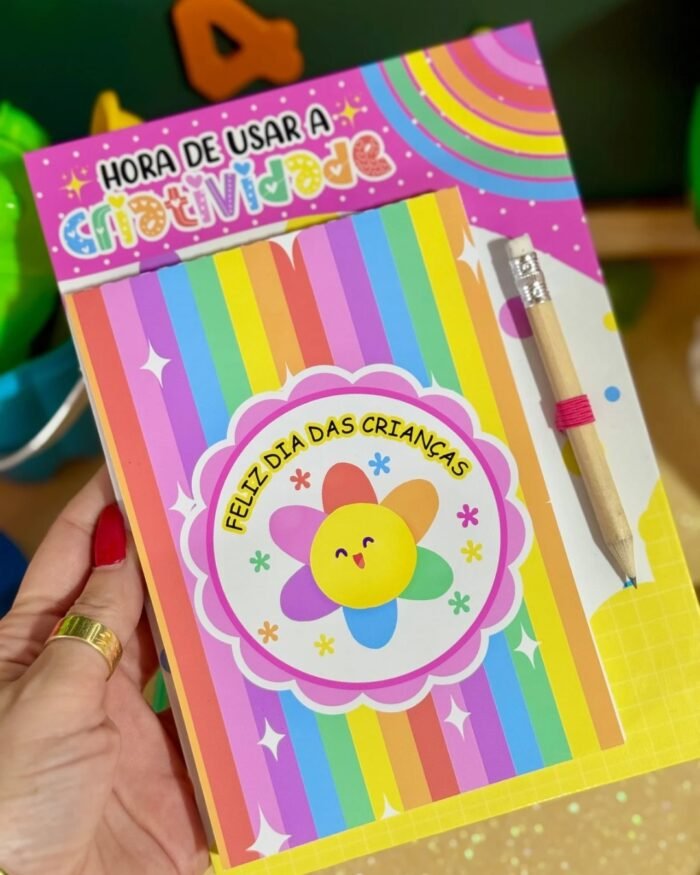 HORA DE USAR A
criatividade
FELIZ DIA DAS CRIANÇAS